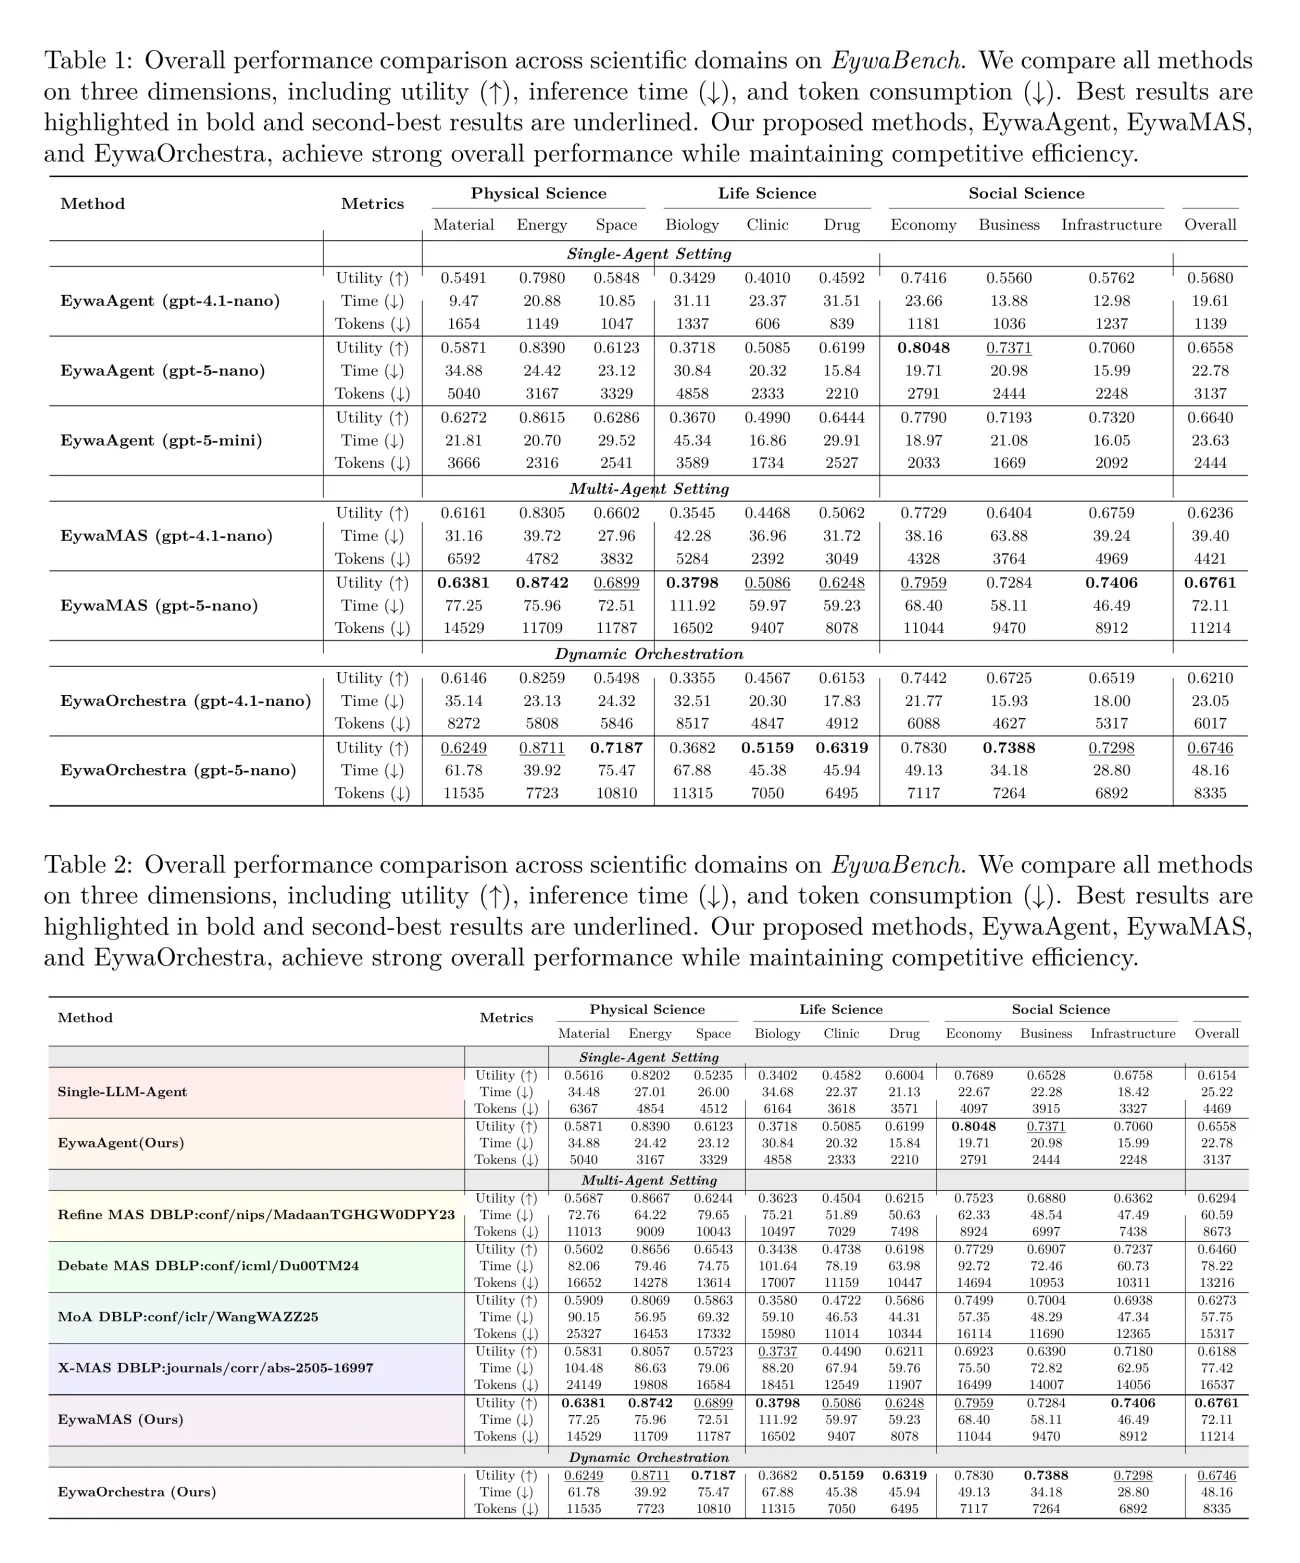 Table 1: Overall performance comparison across scientific domains on EywaBench. We compare all methods
on three dimensions, including utility (↑), inference time (↓), and token consumption (↓). Best results are
highlighted in bold and second-best results are underlined. Our proposed methods, EywaAgent, EywaMAS,
and EywaOrchestra, achieve strong overall performance while maintaining competitive efficiency.
Method Metrics Physical Science Life Science Social Science
Material Energy Space Biology Clinic Drug Economy Business Infrastructure Overall
Single-Agent Setting
Utility (↑) 0.5491 0.7980 0.5848 0.3429 0.4010 0.4592 0.7416 0.5560 0.5762 0.5680
EywaAgent (gpt-4.1-nano) Time (↓) 9.47 20.88 10.85 31.11 23.37 31.51 23.66 13.88 12.98 19.61
Tokens (↓) 1654 1149 1047 1337 606 839 1181 1036 1237 1139
Utility (↑) 0.5871 0.8390 0.6123 0.3718 0.5085 0.6199 0.8048 0.7371 0.7060 0.6558
EywaAgent (gpt-5-nano) Time (↓) 34.88 24.42 23.12 30.84 20.32 15.84 19.71 20.98 15.99 22.78
Tokens (↓) 5040 3167 3329 4858 2333 2210 2791 2444 2248 3137
Utility (↑) 0.6272 0.8615 0.6286 0.3670 0.4990 0.6444 0.7790 0.7193 0.7320 0.6640
EywaAgent (gpt-5-mini) Time (↓) 21.81 20.70 29.52 45.34 16.86 29.91 18.97 21.08 16.05 23.63
Tokens (↓) 3666 2316 2541 3589 1734 2527 2033 1669 2092 2444
Multi-Agent Setting
Utility (↑) 0.6161 0.8305 0.6602 0.3545 0.4468 0.5062 0.7729 0.6404 0.6759 0.6236
EywaMAS (gpt-4.1-nano) Time (↓) 31.16 39.72 27.96 42.28 36.96 31.72 38.16 63.88 39.24 39.40
Tokens (↓) 6592 4782 3832 5284 2392 3049 4328 3764 4969 4421
Utility (↑) 0.6381 0.8742 0.6899 0.3798 0.5086 0.6248 0.7959 0.7284 0.7406 0.6761
EywaMAS (gpt-5-nano) Time (↓) 77.25 75.96 72.51 111.92 59.97 59.23 68.40 58.11 46.49 72.11
Tokens (↓) 14529 11709 11787 16502 9407 8078 11044 9470 8912 11214
Dynamic Orchestration
Utility (↑) 0.6146 0.8259 0.5498 0.3355 0.4567 0.6153 0.7442 0.6725 0.6519 0.6210
EywaOrchestra (gpt-4.1-nano) Time (↓) 35.14 23.13 24.32 32.51 20.30 17.83 21.77 15.93 18.00 23.05
Tokens (↓) 8272 5808 5846 8517 4847 4912 6088 4627 5317 6017
Utility (↑) 0.6249 0.8711 0.7187 0.3682 0.5159 0.6319 0.7830 0.7388 0.7298 0.6746
EywaOrchestra (gpt-5-nano) Time (↓) 61.78 39.92 75.47 67.88 45.38 45.94 49.13 34.18 28.80 48.16
Tokens (↓) 11535 7723 10810 11315 7050 6495 7117 7264 6892 8335
Table 2: Overall performance comparison across scientific domains on EywaBench. We compare all methods
on three dimensions, including utility (↑), inference time (↓), and token consumption (↓). Best results are
highlighted in bold and second-best results are underlined. Our proposed methods, EywaAgent, EywaMAS,
and EywaOrchestra, achieve strong overall performance while maintaining competitive efficiency.
Method Metrics Physical Science Life Science Social Science
Material Energy Space Biology Clinic Drug Economy Business Infrastructure Overall
Single-Agent Setting
Utility (↑) 0.5616 0.8202 0.5235 0.3402 0.4582 0.6004 0.7689 0.6528 0.6758 0.6154
Single-LLM-Agent Time (↓) 34.48 27.01 26.00 34.68 22.37 21.13 22.67 22.28 18.42 25.22
Tokens (↓) 6367 4854 4512 6164 3618 3571 4097 3915 3327 4469
Utility (↑) 0.5871 0.8390 0.6123 0.3718 0.5085 0.6199 0.8048 0.7371 0.7060 0.6558
EywaAgent(Ours) Time (↓) 34.88 24.42 23.12 30.84 20.32 15.84 19.71 20.98 15.99 22.78
Tokens (↓) 5040 3167 3329 4858 2333 2210 2791 2444 2248 3137
Multi-Agent Setting
Utility (↑) 0.5687 0.8667 0.6244 0.3623 0.4504 0.6215 0.7523 0.6880 0.6362 0.6294
Refine MAS DBLP:conf/nips/MadaanTGHGW0DPY23 Time (↓) 72.76 64.22 79.65 75.21 51.89 50.63 62.33 48.54 47.49 60.59
Tokens (↓) 11013 9009 10043 10497 7029 7498 8924 6997 7438 8673
Utility (↑) 0.5602 0.8656 0.6543 0.3438 0.4738 0.6198 0.7729 0.6907 0.7237 0.6460
Debate MAS DBLP:conf/icml/Du00TM24 Time (↓) 82.06 79.46 74.75 101.64 78.19 63.98 92.72 72.46 60.73 78.22
Tokens (↓) 16652 14278 13614 17007 11159 10447 14694 10953 10311 13216
Utility (↑) 0.5909 0.8069 0.5863 0.3580 0.4722 0.5686 0.7499 0.7004 0.6938 0.6273
MoA DBLP:conf/iclr/WangWAZZ25 Time (↓) 90.15 56.95 69.32 59.10 46.53 44.31 57.35 48.29 47.34 57.75
Tokens (↓) 25327 16453 17332 15980 11014 10344 16114 11690 12365 15317
Utility (↑) 0.5831 0.8057 0.5723 0.3737 0.4490 0.6211 0.6923 0.6390 0.7180 0.6188
X-MAS DBLP:journals/corr/abs-2505-16997 Time (↓) 104.48 86.63 79.06 88.20 67.94 59.76 75.50 72.82 62.95 77.42
Tokens (↓) 24149 19808 16584 18451 12549 11907 16499 14007 14056 16537
Utility (↑) 0.6381 0.8742 0.6899 0.3798 0.5086 0.6248 0.7959 0.7284 0.7406 0.6761
EywaMAS (Ours) Time (↓) 77.25 75.96 72.51 111.92 59.97 59.23 68.40 58.11 46.49 72.11
Tokens (↓) 14529 11709 11787 16502 9407 8078 11044 9470 8912 11214
Dynamic Orchestration
Utility (↑) 0.6249 0.8711 0.7187 0.3682 0.5159 0.6319 0.7830 0.7388 0.7298 0.6746
EywaOrchestra (Ours) Time (↓) 61.78 39.92 75.47 67.88 45.38 45.94 49.13 34.18 28.80 48.16
Tokens (↓) 11535 7723 10810 11315 7050 6495 7117 7264 6892 8335